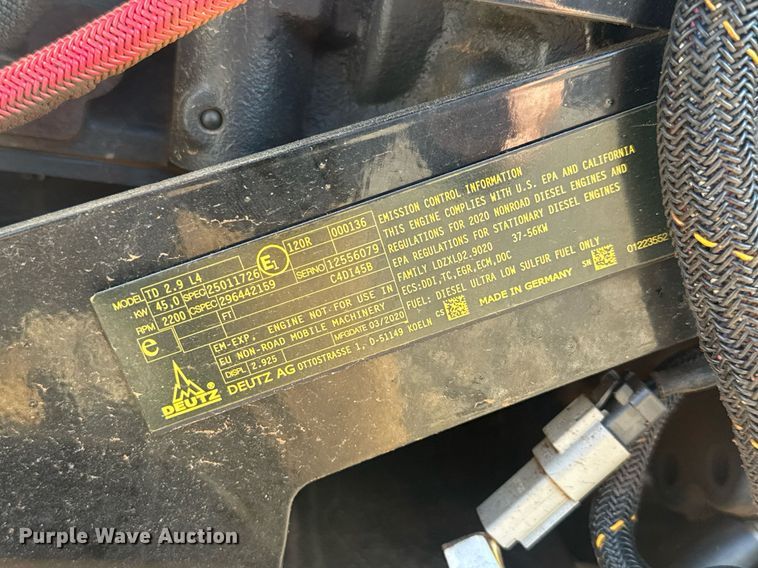 MODEL TD 2.9 L4
KW 45,0 SPEC 25011726 E1 120R 000136
RPM 2200 CSPEC 296442159 SERNO 12556079
e FT C4D145B
EM-EXP. ENGINE NOT FOR USE IN
EU NON-ROAD MOBILE MACHINERY
DISPL 2.925 MFGDATE 03/2020
DEUTZ
DEUTZ AG OTTOSTRASSE 1, D-51149 KOELN
EMISSION CONTROL INFORMATION
THIS ENGINE COMPLIES WITH U.S. EPA AND CALIFORNIA
REGULATIONS FOR 2020 NONROAD DIESEL ENGINES AND
EPA REGULATIONS FOR STATIONARY DIESEL ENGINES
FAMILY LDZXL02.9020 37-56KW
ECS:DDI,TC,EGR,ECM,DOC
FUEL: DIESEL ULTRA LOW SULFUR FUEL ONLY
CS MADE IN GERMANY SN 01223552
Purple Wave Auction®